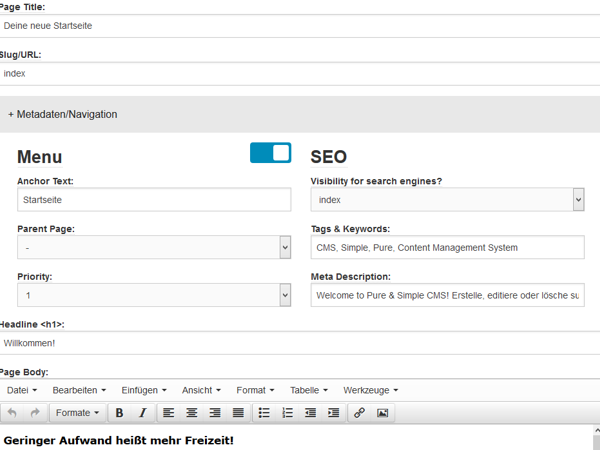 Page Title:
Deine neue Startseite
Slug/URL:
index
+ Metadaten/Navigation
Menu
SEO
Anchor Text:
Visibility for search engines?
Startseite
index
Parent Page:
Tags & Keywords:
-
CMS, Simple, Pure, Content Management System
Priority:
Meta Description:
1
Welcome to Pure & Simple CMS! Erstelle, editiere oder lösche su
Headline <h1>:
Willkommen!
Page Body:
Datei Bearbeiten Einfügen Ansicht Format Tabelle Werkzeuge
Formate B I
Geringer Aufwand heißt mehr Freizeit!